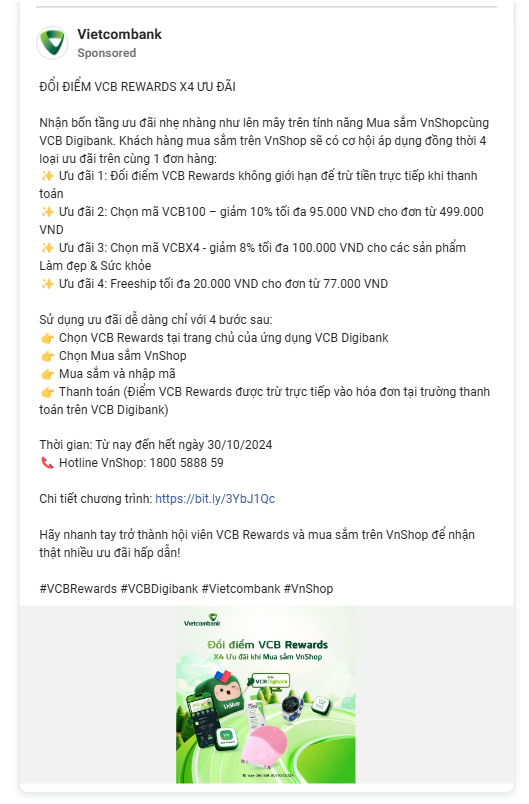 Vietcombank
Sponsored
ĐỔI ĐIỂM VCB REWARDS X4 ƯU ĐÃI
Nhận bốn tầng ưu đãi nhẹ nhàng như lên mây trên tính năng Mua sắm VnShopcùng
VCB Digibank. Khách hàng mua sắm trên VnShop sẽ có cơ hội áp dụng đồng thời 4
loại ưu đãi trên cùng 1 đơn hàng:
✨ Ưu đãi 1: Đổi điểm VCB Rewards không giới hạn để trừ tiền trực tiếp khi thanh
toán
✨ Ưu đãi 2: Chọn mã VCB100 – giảm 10% tối đa 95.000 VND cho đơn từ 499.000
VND
✨ Ưu đãi 3: Chọn mã VCBX4 - giảm 8% tối đa 100.000 VND cho các sản phẩm
Làm đẹp & Sức khỏe
✨ Ưu đãi 4: Freeship tối đa 20.000 VND cho đơn từ 77.000 VND
Sử dụng ưu đãi dễ dàng chỉ với 4 bước sau:
👉 Chọn VCB Rewards tại trang chủ của ứng dụng VCB Digibank
👉 Chọn Mua sắm VnShop
👉 Mua sắm và nhập mã
👉 Thanh toán (Điểm VCB Rewards được trừ trực tiếp vào hóa đơn tại trường thanh
toán trên VCB Digibank)
Thời gian: Từ nay đến hết ngày 30/10/2024
📞 Hotline VnShop: 1800 5888 59
Chi tiết chương trình: https://bit.ly/3YbJ1Qc
Hãy nhanh tay trở thành hội viên VCB Rewards và mua sắm trên VnShop để nhận
thật nhiều ưu đãi hấp dẫn!
#VCBRewards #VCBDigibank #Vietcombank #VnShop
Vietcombank
Đổi điểm VCB Rewards
X4 Ưu đãi khi Mua sắm VnShop
VCBDigibank
VnShop
Từ nay đến hết 30/10/2024